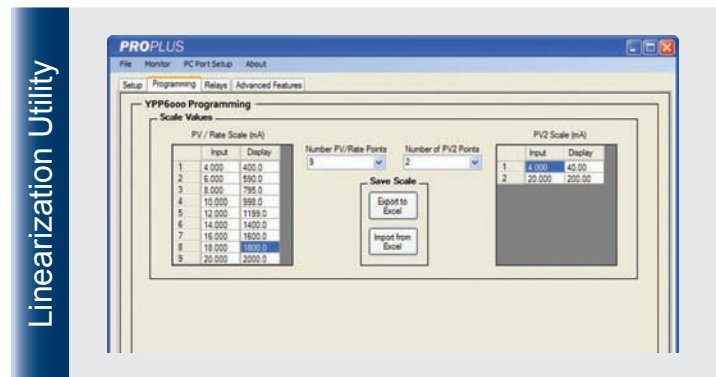 Linearization Utility
PROPLUS
File Monitor PC Port Setup About
Setup Programming Relays Advanced Features
YPP6000 Programming
Scale Values
PV / Rate Scale (mA)
Input Display
1 4.000 400.0
2 6.000 590.0
3 8.000 795.0
4 10.000 998.0
5 12.000 1199.0
6 14.000 1400.0
7 16.000 1600.0
8 18.000 1800.0
9 20.000 2000.0
Number PV/Rate Points
9
Number of PV2 Points
2
Save Scale
Export to
Excel
Import from
Excel
PV2 Scale (mA)
Input Display
1 4.000 40.00
2 20.000 200.00